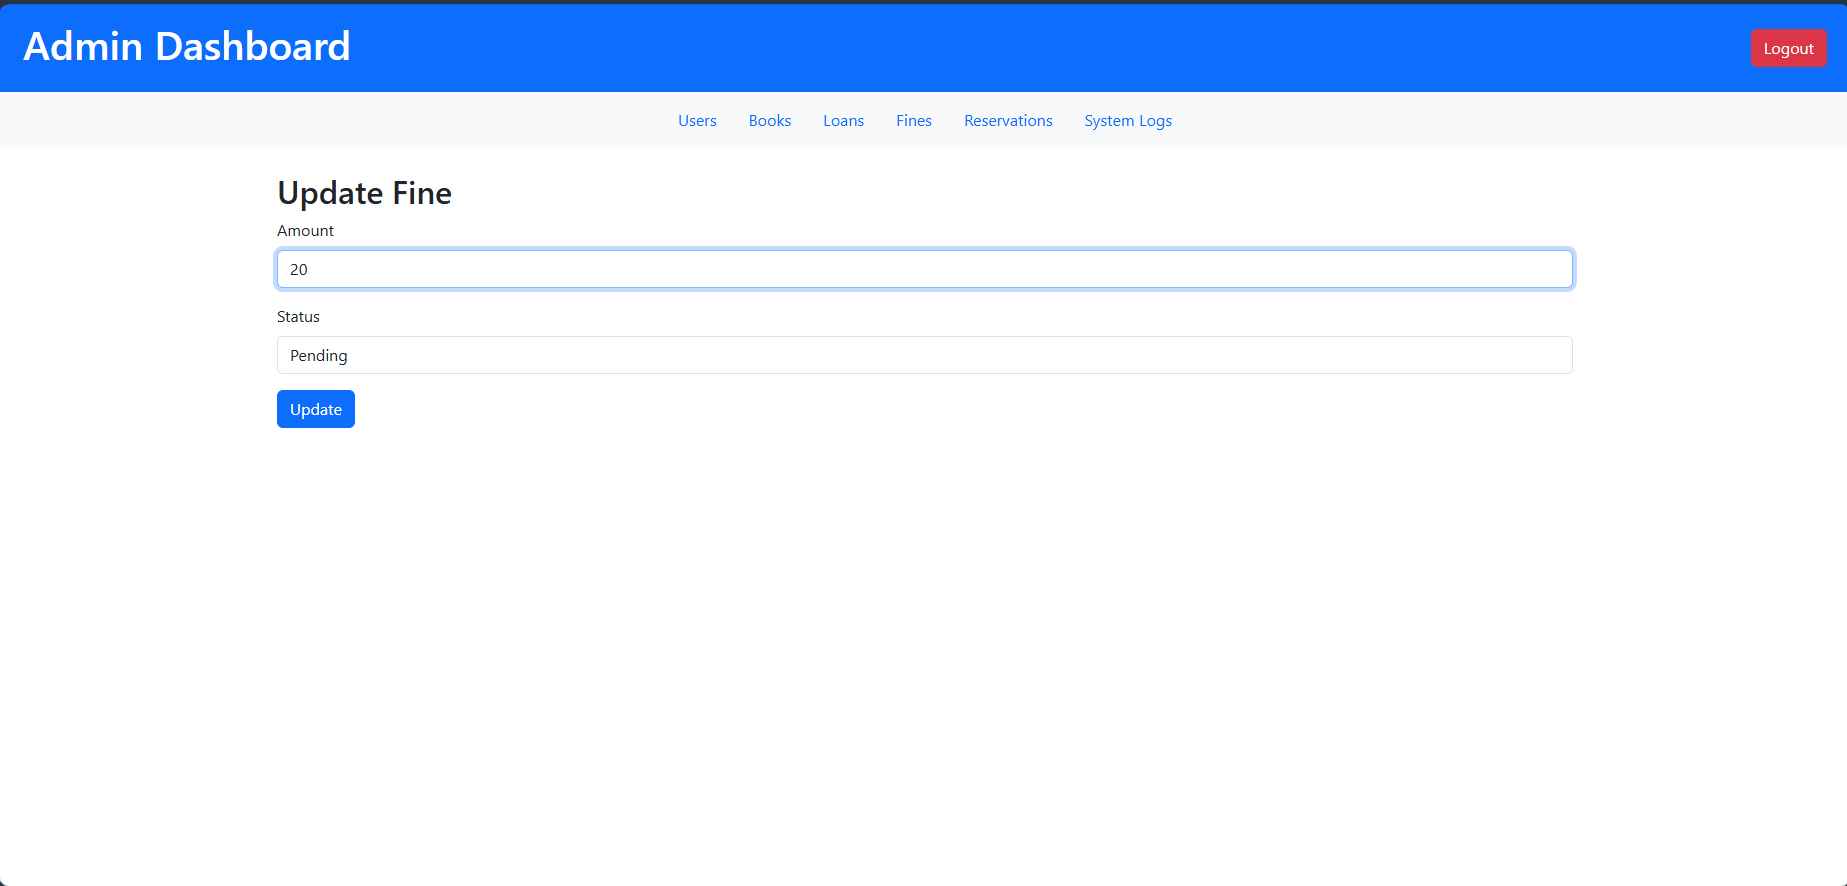 Admin Dashboard
Logout
Users Books Loans Fines Reservations System Logs
Update Fine
Amount
20
Status
Pending
Update